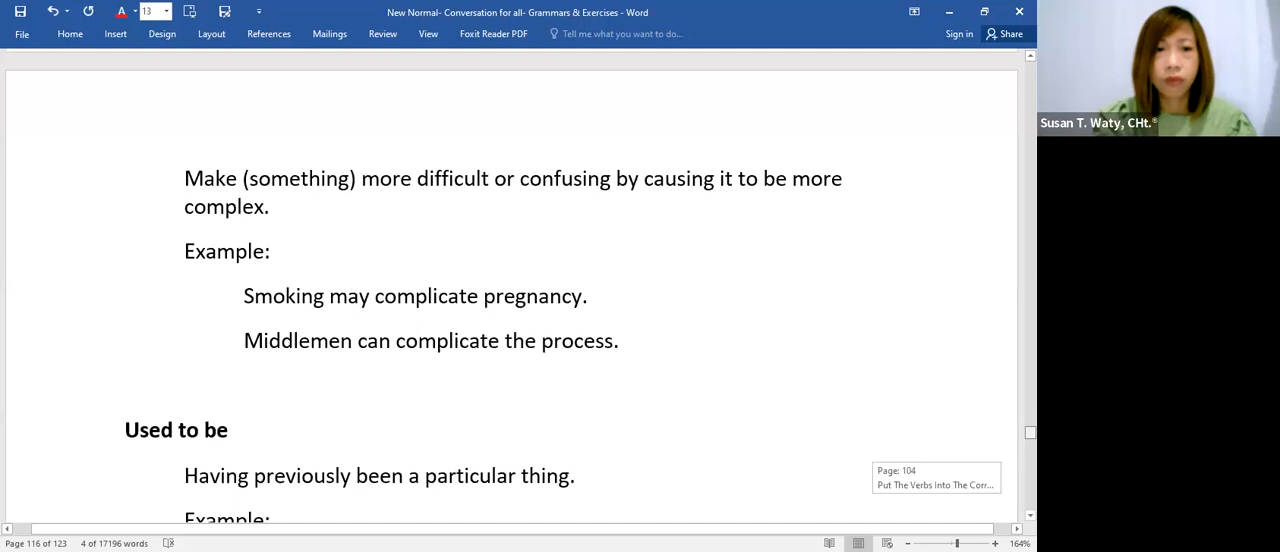 13
New Normal- Conversation for all- Grammars & Exercises - Word
File Home Insert Design Layout References Mailings Review View Foxit Reader PDF Tell me what you want to do... Sign in Share
Susan T. Waty, CHt.®
Make (something) more difficult or confusing by causing it to be more
complex.
Example:
Smoking may complicate pregnancy.
Middlemen can complicate the process.
Used to be
Having previously been a particular thing.
Example:
Page: 104
Put The Verbs Into The Corr...
Page 116 of 123 4 of 17196 words 164%